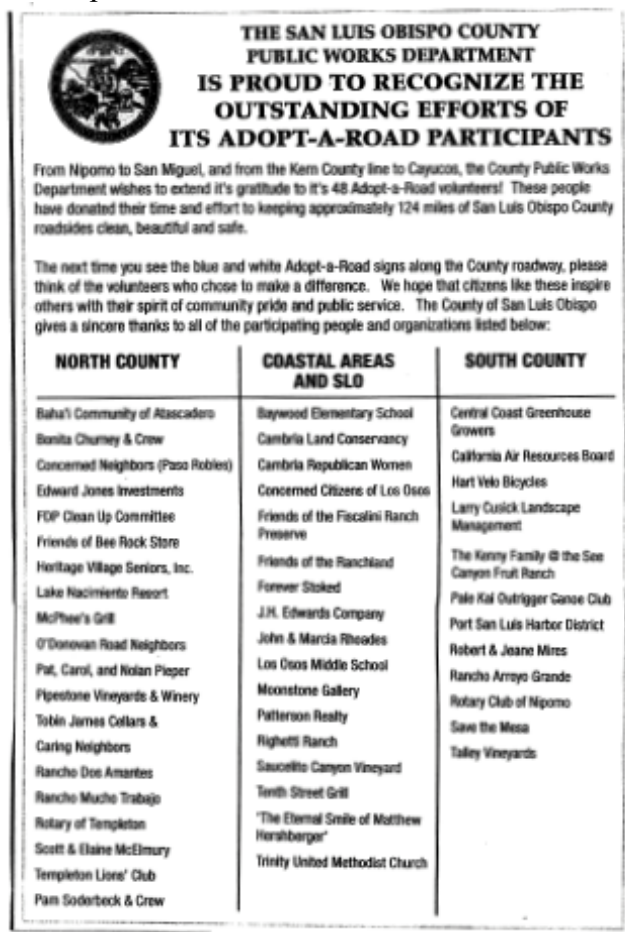 THE SAN LUIS OBISPO COUNTY
PUBLIC WORKS DEPARTMENT
IS PROUD TO RECOGNIZE THE
OUTSTANDING EFFORTS OF
ITS ADOPT-A-ROAD PARTICIPANTS
From Nipomo to San Miguel, and from the Kern County line to Cayucos, the County Public Works
Department wishes to extend it's gratitude to it's 48 Adopt-a-Road volunteers! These people
have donated their time and effort to keeping approximately 124 miles of San Luis Obispo County
roadsides clean, beautiful and safe.
The next time you see the blue and white Adopt-a-Road signs along the County roadway, please
think of the volunteers who chose to make a difference. We hope that citizens like these inspire
others with their spirit of community pride and public service. The County of San Luis Obispo
gives a sincere thanks to all of the participating people and organizations listed below:
NORTH COUNTY
Baha'i Community of Atascadero
Bonita Churney & Crew
Concerned Neighbors (Paso Robles)
Edward Jones Investments
FDP Clean Up Committee
Friends of Bee Rock Store
Heritage Village Seniors, Inc.
Lake Nacimiento Resort
McPhee's Grill
O'Donovan Road Neighbors
Pat, Carol, and Nolan Pieper
Pipestone Vineyards & Winery
Tobin James Cellars &
Caring Neighbors
Rancho Dos Amantes
Rancho Mucho Trabajo
Rotary of Templeton
Scott & Elaine McElmury
Templeton Lions' Club
Pam Soderbeck & Crew
COASTAL AREAS
AND SLO
Baywood Elementary School
Cambria Land Conservancy
Cambria Republican Women
Concerned Citizens of Los Osos
Friends of the Fiscalini Ranch
Preserve
Friends of the Ranchland
Forever Stoked
J.H. Edwards Company
John & Marcia Rhoades
Los Osos Middle School
Moonstone Gallery
Patterson Realty
Righetti Ranch
Saucelito Canyon Vineyard
Tenth Street Grill
'The Eternal Smile of Matthew
Hershberger'
Trinity United Methodist Church
SOUTH COUNTY
Central Coast Greenhouse
Growers
California Air Resources Board
Hart Velo Bicycles
Larry Cusick Landscape
Management
The Kenny Family @ the See
Canyon Fruit Ranch
Pale Kai Outrigger Canoe Club
Port San Luis Harbor District
Robert & Jeane Mires
Rancho Arroyo Grande
Rotary Club of Nipomo
Save the Mesa
Talley Vineyards